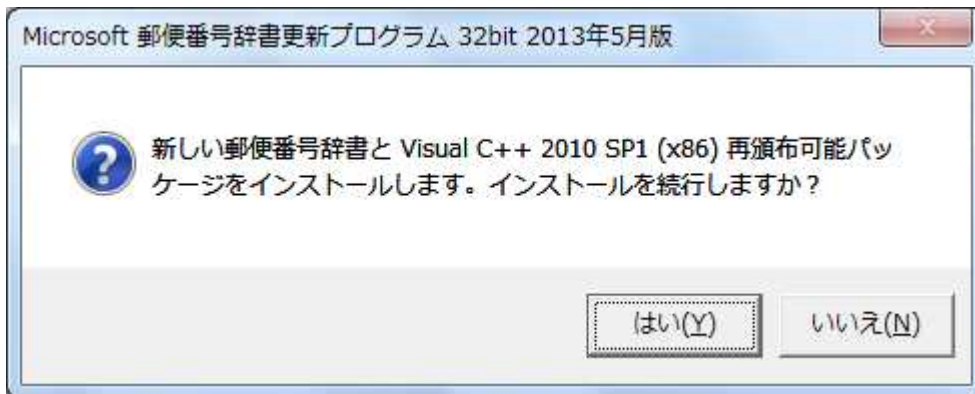 Microsoft 郵便番号辞書更新プログラム 32bit 2013年5月版
新しい郵便番号辞書と Visual C++ 2010 SP1 (x86) 再頒布可能パッ
ケージをインストールします。インストールを続行しますか？
はい(Y)
いいえ(N)